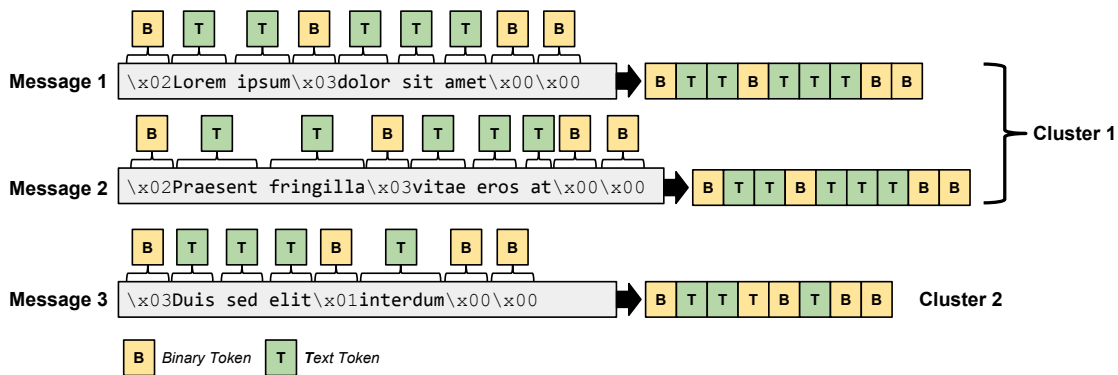 B T T B T T T B B
Message 1 \x02Lorem ipsum\x03dolor sit amet\x00\x00 B T T B T T T B B
Cluster 1
B T T B T T T B B
Message 2 \x02Praesent fringilla\x03vitae eros at\x00\x00 B T T B T T T B B
B T T T B T B B
Message 3 \x03Duis sed elit\x01interdum\x00\x00 B T T T B T B B Cluster 2
B Binary Token T Text Token